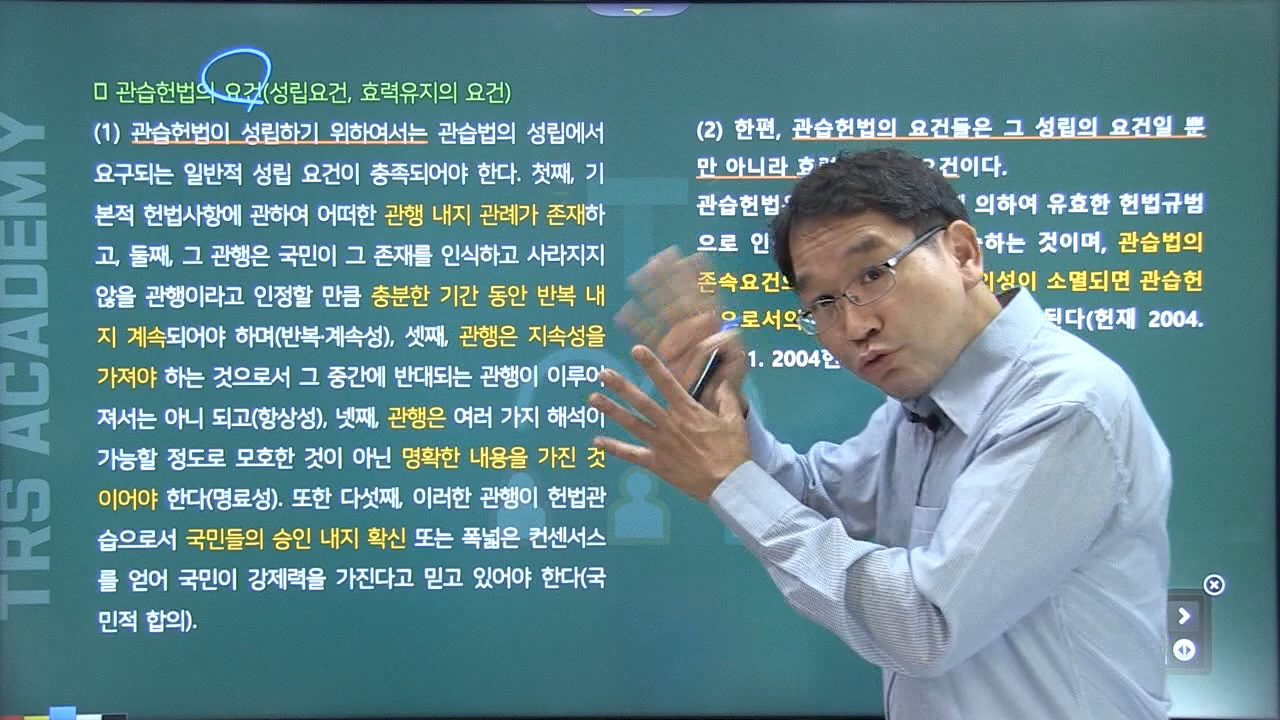 TRS ACADEMY
관습헌법의 요건(성립요건, 효력유지의 요건)
(1) 관습헌법이 성립하기 위하여서는 관습법의 성립에서
요구되는 일반적 성립 요건이 충족되어야 한다. 첫째, 기
본적 헌법사항에 관하여 어떠한 관행 내지 관례가 존재하
고, 둘째, 그 관행은 국민이 그 존재를 인식하고 사라지지
않을 관행이라고 인정할 만큼 충분한 기간 동안 반복 내
지 계속되어야 하며(반복·계속성), 셋째, 관행은 지속성을
가져야 하는 것으로서 그 중간에 반대되는 관행이 이루어
져서는 아니 되고(항상성), 넷째, 관행은 여러 가지 해석이
가능할 정도로 모호한 것이 아닌 명확한 내용을 가진 것
이어야 한다(명료성). 또한 다섯째, 이러한 관행이 헌법관
습으로서 국민들의 승인 내지 확신 또는 폭넓은 컨센서스
를 얻어 국민이 강제력을 가진다고 믿고 있어야 한다(국
민적 합의).
(2) 한편, 관습헌법의 요건들은 그 성립의 요건일 뿐
만 아니라 요건이다.
관습헌법은 의하여 유효한 헌법규범
으로 하는 것이며, 관습법의
존속요건의 소멸되면 관습헌
으로서의 된다(헌재 2004.
1. 2004헌